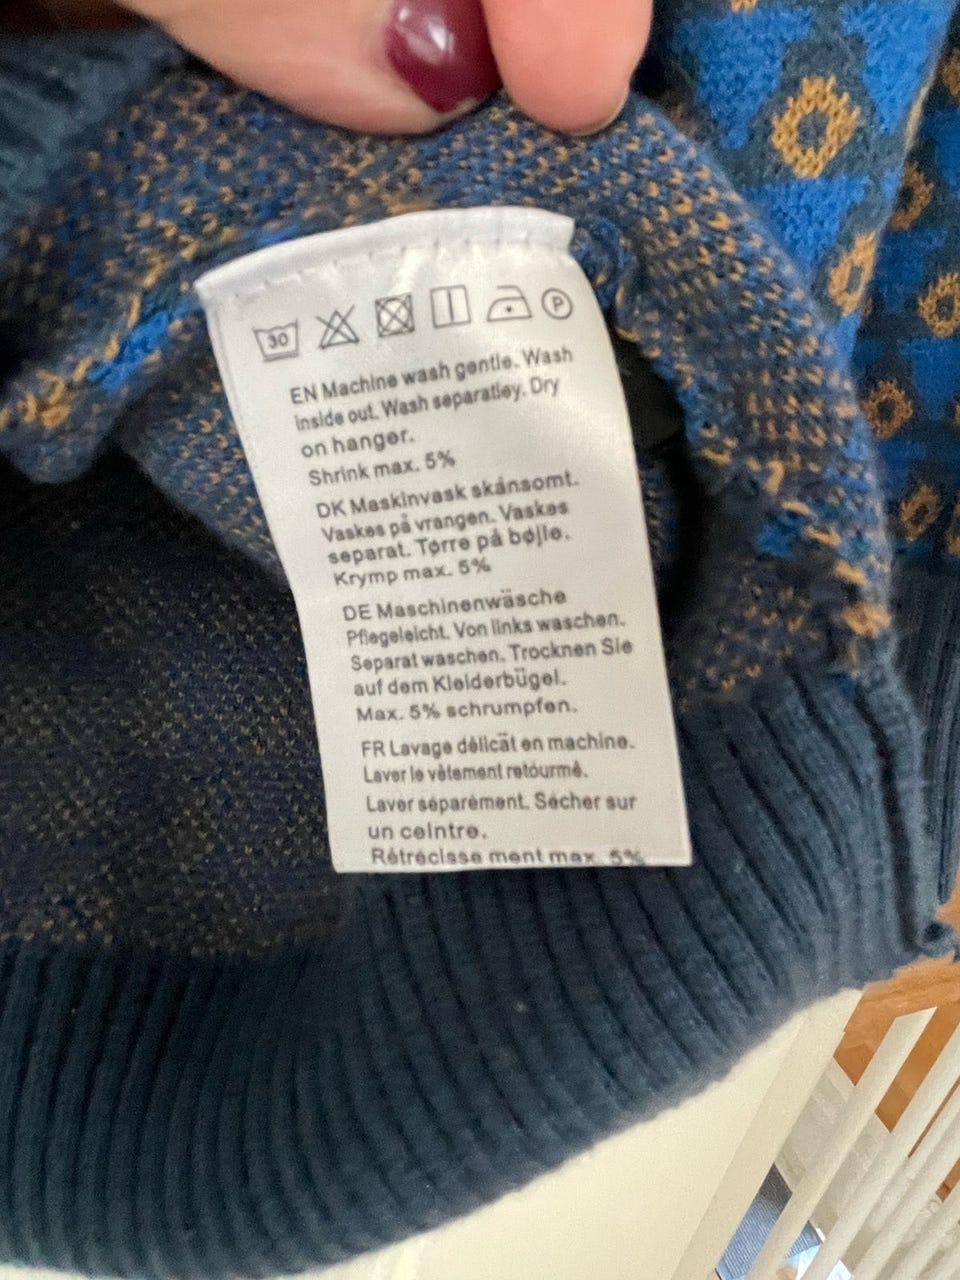 30 P
EN Machine wash gentle. Wash
inside out. Wash separatley. Dry
on hanger.
Shrink max. 5%
DK Maskinvask skånsomt.
Vaskes på vrangen. Vaskes
separat. Tørre på bøjle.
Krymp max. 5%
DE Maschinenwäsche
Pflegeleicht. Von links waschen.
Separat waschen. Trocknen Sie
auf dem Kleiderbügel.
Max. 5% schrumpfen.
FR Lavage délicät en machine.
Laver le vêtement retourmé.
Laver séparément. Sécher sur
un ceintre.
Rétrécisse ment max. 5%